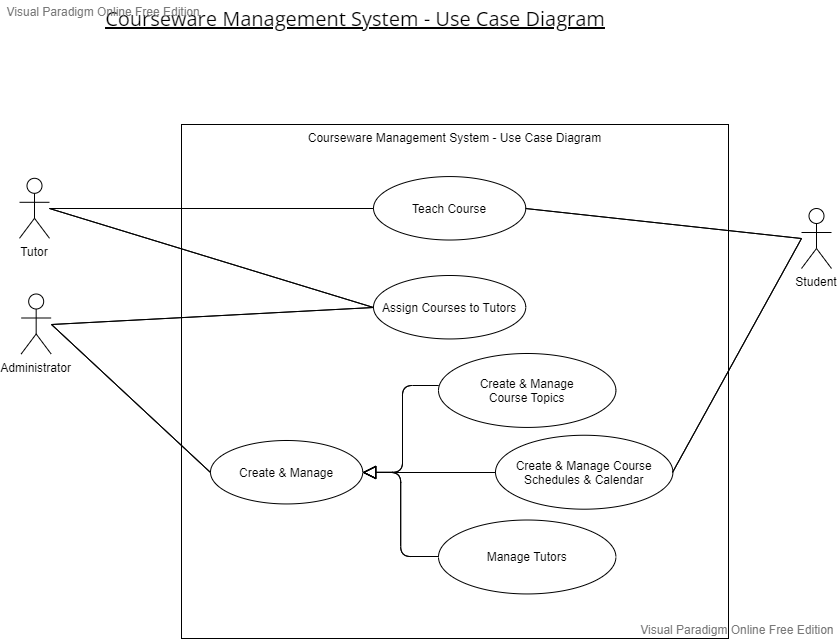 Visual Paradigm Online Free Edition
Courseware Management System - Use Case Diagram
Courseware Management System - Use Case Diagram
Teach Course
Tutor
Student
Assign Courses to Tutors
Administrator
Create & Manage
Course Topics
Create & Manage
Create & Manage Course
Schedules & Calendar
Manage Tutors
Visual Paradigm Online Free Edition